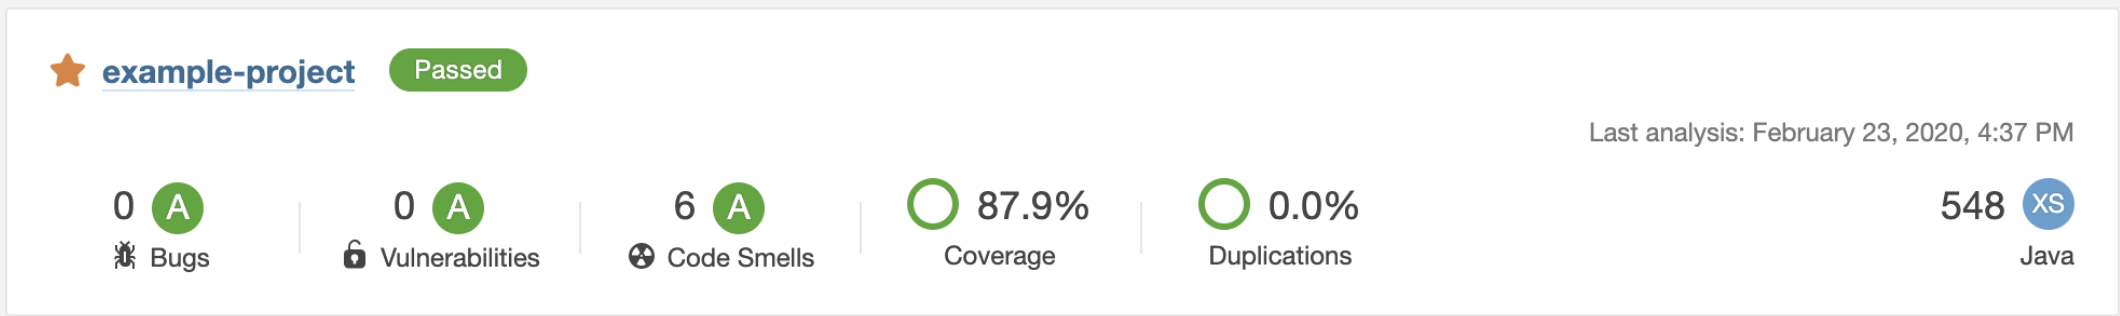 example-project Passed
Last analysis: February 23, 2020, 4:37 PM
0 A 0 A 6 A 87.9% 0.0% 548 XS
Bugs Vulnerabilities Code Smells Coverage Duplications Java